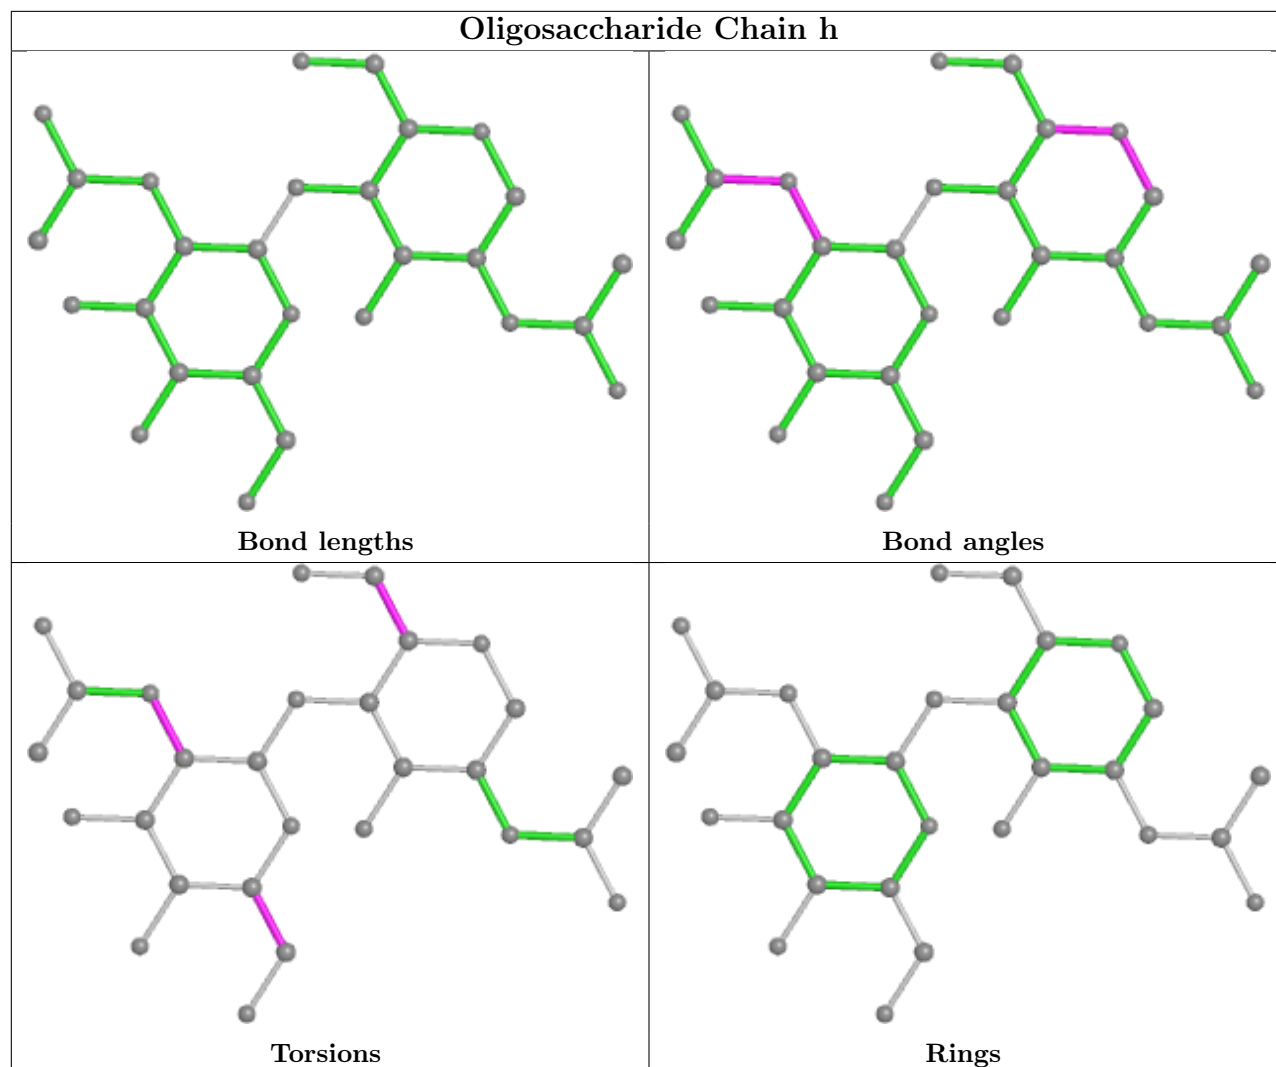 Oligosaccharide Chain h
Bond lengths
Bond angles
Torsions
Rings